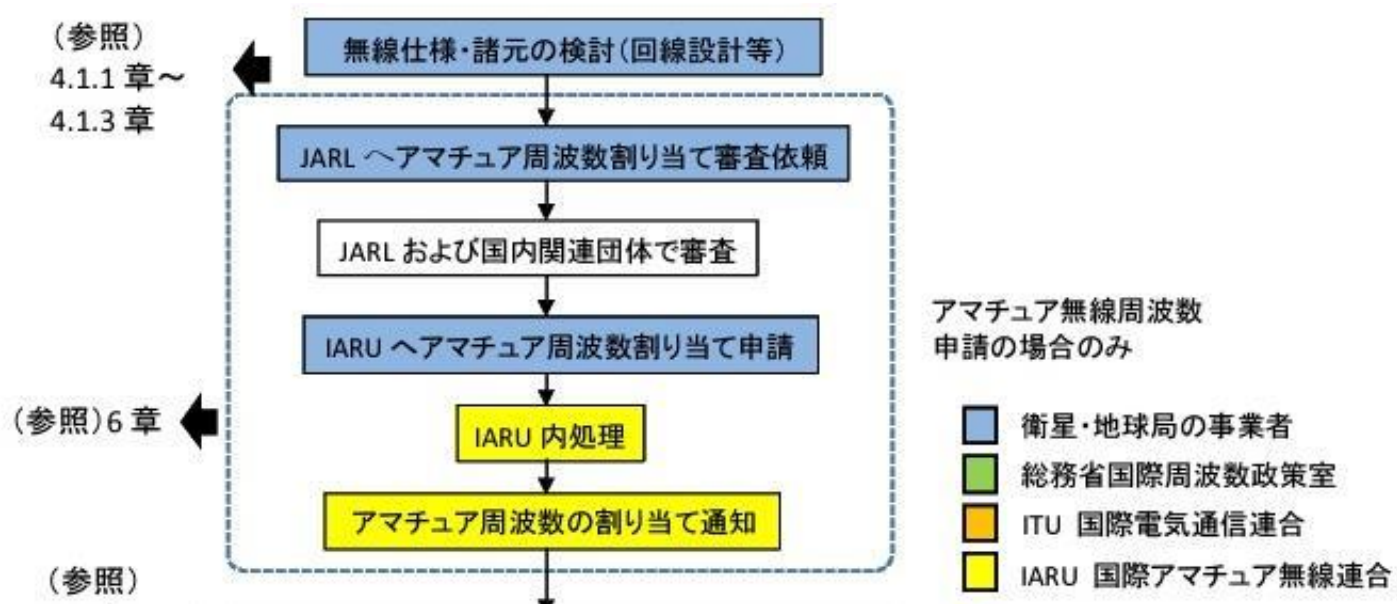 (参照)
4.1.1 章～
4.1.3 章
無線仕様・諸元の検討(回線設計等)
JARL へアマチュア周波数割り当て審査依頼
JARL および国内関連団体で審査
IARU へアマチュア周波数割り当て申請
アマチュア無線周波数
申請の場合のみ
(参照)6 章
IARU 内処理
アマチュア周波数の割り当て通知
衛星・地球局の事業者
総務省国際周波数政策室
ITU 国際電気通信連合
IARU 国際アマチュア無線連合
(参照)